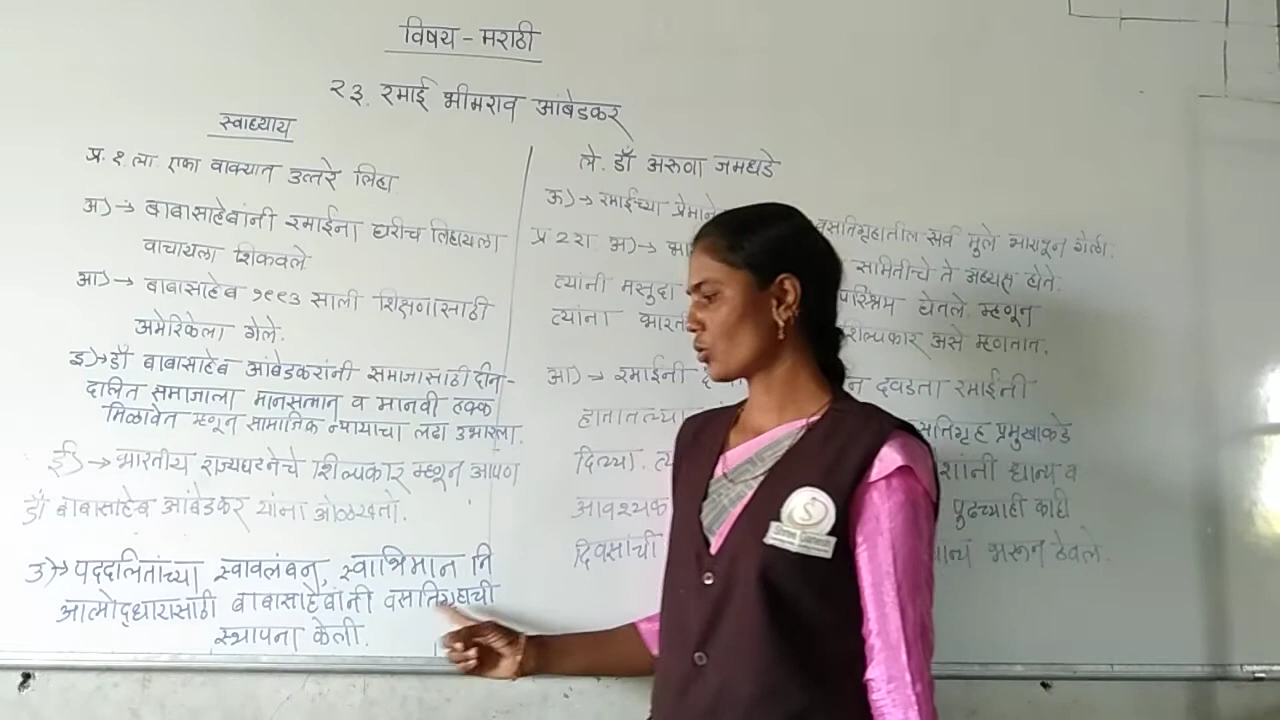 विषय - मराठी
२३. रमाई भीमराव आंबेडकर
स्वाध्याय
प्र. १ ला. एका वाक्यात उत्तरे लिहा.
अ) → बाबासाहेबांनी रमाईंना घरीच लिहायला
वाचायला शिकवले.
आ) → बाबासाहेब १९१३ साली शिक्षणासाठी
अमेरिकेला गेले.
इ) → डॉ बाबासाहेब आंबेडकरांनी समाजासाठी दीन-
दलित समाजाला मानसन्मान व मानवी हक्क
मिळावेत म्हणून सामाजिक न्यायाचा लढा उभारला.
ई) → भारतीय राज्यघटनेचे शिल्पकार म्हणून आपण
डॉ बाबासाहेब आंबेडकर यांना ओळखतो.
उ) → पददलितांच्या स्वावलंबन, स्वाभिमान नि
आत्मोद्धारासाठी बाबासाहेबांनी वसतिगृहाची
स्थापना केली.
ले. डॉ अरुणा जमधडे
ऊ) → रमाईच्या प्रेमाने वसतिगृहातील सर्व मुले भारावून गेली.
प्र २ रा. अ) → समितीचे ते अध्यक्ष होते.
त्यांनी मसुदा परिश्रम घेतले. म्हणून
त्यांना शिल्पकार असे म्हणतात.
आ) → रमाईनी न दवडता रमाईनी
हातातल्या प्रमुखाकडे
दिल्या. धान्य व
आवश्यक पुढच्याही काही
दिवसांची भरून ठेवले.